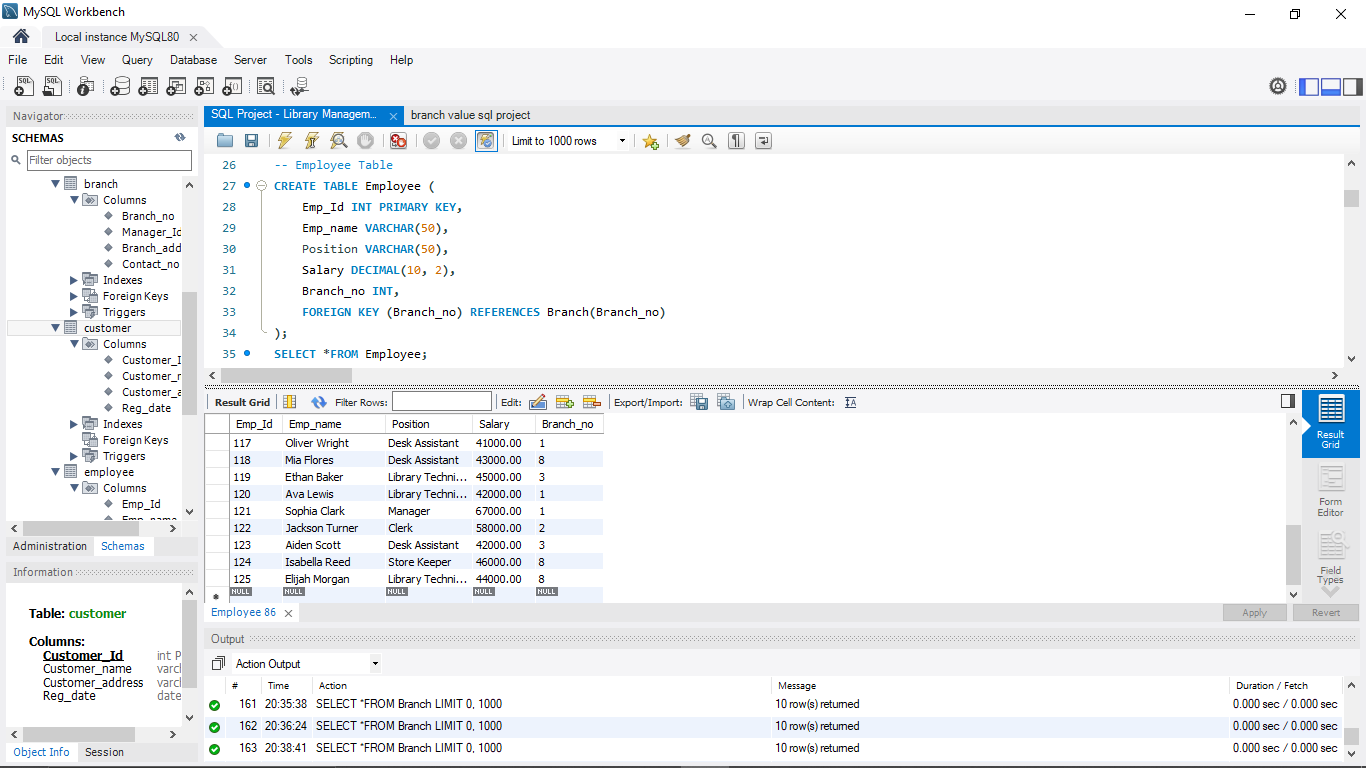 MySQL Workbench
Local instance MySQL80
File Edit View Query Database Server Tools Scripting Help
Navigator
SCHEMAS
Filter objects
branch
Columns
Branch_no
Manager_Id
Branch_add
Contact_no
Indexes
Foreign Keys
Triggers
customer
Columns
Customer_I
Customer_r
Customer_a
Reg_date
Indexes
Foreign Keys
Triggers
employee
Columns
Emp_Id
Emp_name
Administration Schemas
Information
Table: customer
Columns:
Customer_Id int P
Customer_name varcl
Customer_address varcl
Reg_date date
Object Info Session
SQL Project - Library Managem... branch value sql project
Limit to 1000 rows
26 -- Employee Table
27 CREATE TABLE Employee (
28 Emp_Id INT PRIMARY KEY,
29 Emp_name VARCHAR(50),
30 Position VARCHAR(50),
31 Salary DECIMAL(10, 2),
32 Branch_no INT,
33 FOREIGN KEY (Branch_no) REFERENCES Branch(Branch_no)
34 );
35 SELECT *FROM Employee;
Result Grid Filter Rows: Edit: Export/Import: Wrap Cell Content:
Emp_Id Emp_name Position Salary Branch_no
117 Oliver Wright Desk Assistant 41000.00 1
118 Mia Flores Desk Assistant 43000.00 8
119 Ethan Baker Library Techni... 45000.00 3
120 Ava Lewis Library Techni... 42000.00 1
121 Sophia Clark Manager 67000.00 1
122 Jackson Turner Clerk 58000.00 2
123 Aiden Scott Desk Assistant 42000.00 3
124 Isabella Reed Store Keeper 46000.00 8
125 Elijah Morgan Library Techni... 44000.00 8
NULL NULL NULL NULL NULL
Result
Grid
Form
Editor
Field
Types
Employee 86
Apply Revert
Output
Action Output
# Time Action Message Duration / Fetch
161 20:35:38 SELECT *FROM Branch LIMIT 0, 1000 10 row(s) returned 0.000 sec / 0.000 sec
162 20:36:24 SELECT *FROM Branch LIMIT 0, 1000 10 row(s) returned 0.000 sec / 0.000 sec
163 20:38:41 SELECT *FROM Branch LIMIT 0, 1000 10 row(s) returned 0.000 sec / 0.000 sec